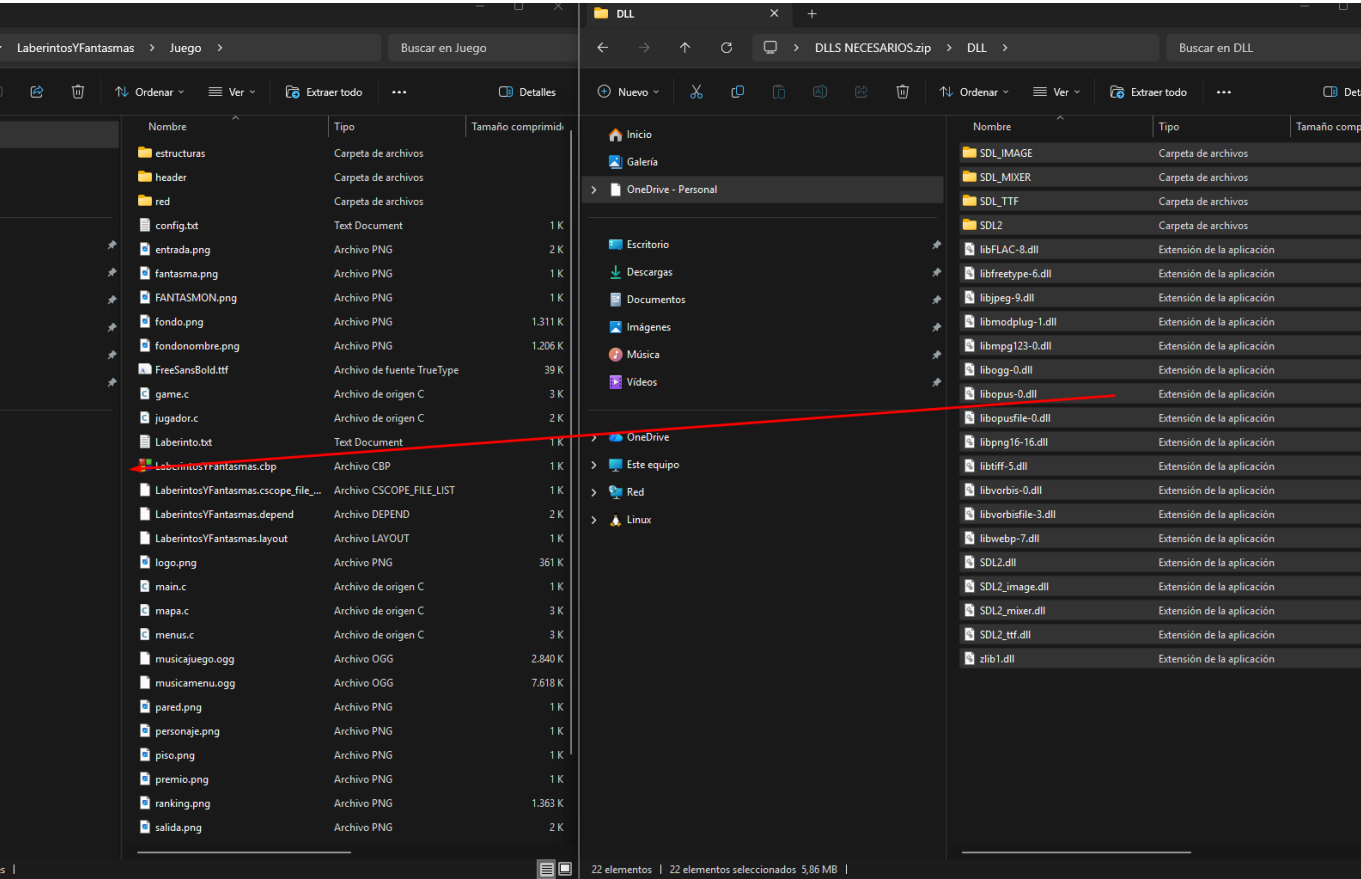 DLL
LaberintosYFantasmas > Juego >
Buscar en Juego
DLLS NECESARIOS.zip > DLL >
Buscar en DLL
Ordenar
Ver
Extraer todo
Detalles
Nuevo
Ordenar
Ver
Extraer todo
Nombre Tipo Tamaño comprimid
estructuras Carpeta de archivos
header Carpeta de archivos
red Carpeta de archivos
config.txt Text Document 1 K
entrada.png Archivo PNG 2 K
fantasma.png Archivo PNG 1 K
FANTASMON.png Archivo PNG 1 K
fondo.png Archivo PNG 1.311 K
fondonombre.png Archivo PNG 1.206 K
FreeSansBold.ttf Archivo de fuente TrueType 39 K
game.c Archivo de origen C 3 K
jugador.c Archivo de origen C 2 K
Laberinto.txt Text Document 1 K
LaberintosYFantasmas.cbp Archivo CBP 1 K
LaberintosYFantasmas.cscope_file_... Archivo CSCOPE_FILE_LIST 1 K
LaberintosYFantasmas.depend Archivo DEPEND 2 K
LaberintosYFantasmas.layout Archivo LAYOUT 1 K
logo.png Archivo PNG 361 K
main.c Archivo de origen C 1 K
mapa.c Archivo de origen C 3 K
menus.c Archivo de origen C 3 K
musicajuego.ogg Archivo OGG 2.840 K
musicamenu.ogg Archivo OGG 7.618 K
pared.png Archivo PNG 1 K
personaje.png Archivo PNG 1 K
piso.png Archivo PNG 1 K
premio.png Archivo PNG 1 K
ranking.png Archivo PNG 1.363 K
salida.png Archivo PNG 2 K
Inicio
Galería
OneDrive - Personal
Escritorio
Descargas
Documentos
Imágenes
Música
Vídeos
OneDrive
Este equipo
Red
Linux
Nombre Tipo Tamaño comp
SDL_IMAGE Carpeta de archivos
SDL_MIXER Carpeta de archivos
SDL_TTF Carpeta de archivos
SDL2 Carpeta de archivos
libFLAC-8.dll Extensión de la aplicación
libfreetype-6.dll Extensión de la aplicación
libjpeg-9.dll Extensión de la aplicación
libmodplug-1.dll Extensión de la aplicación
libmpg123-0.dll Extensión de la aplicación
libogg-0.dll Extensión de la aplicación
libopus-0.dll Extensión de la aplicación
libopusfile-0.dll Extensión de la aplicación
libpng16-16.dll Extensión de la aplicación
libtiff-5.dll Extensión de la aplicación
libvorbis-0.dll Extensión de la aplicación
libvorbisfile-3.dll Extensión de la aplicación
libwebp-7.dll Extensión de la aplicación
SDL2.dll Extensión de la aplicación
SDL2_image.dll Extensión de la aplicación
SDL2_mixer.dll Extensión de la aplicación
SDL2_ttf.dll Extensión de la aplicación
zlib1.dll Extensión de la aplicación
22 elementos | 22 elementos seleccionados 5,86 MB |